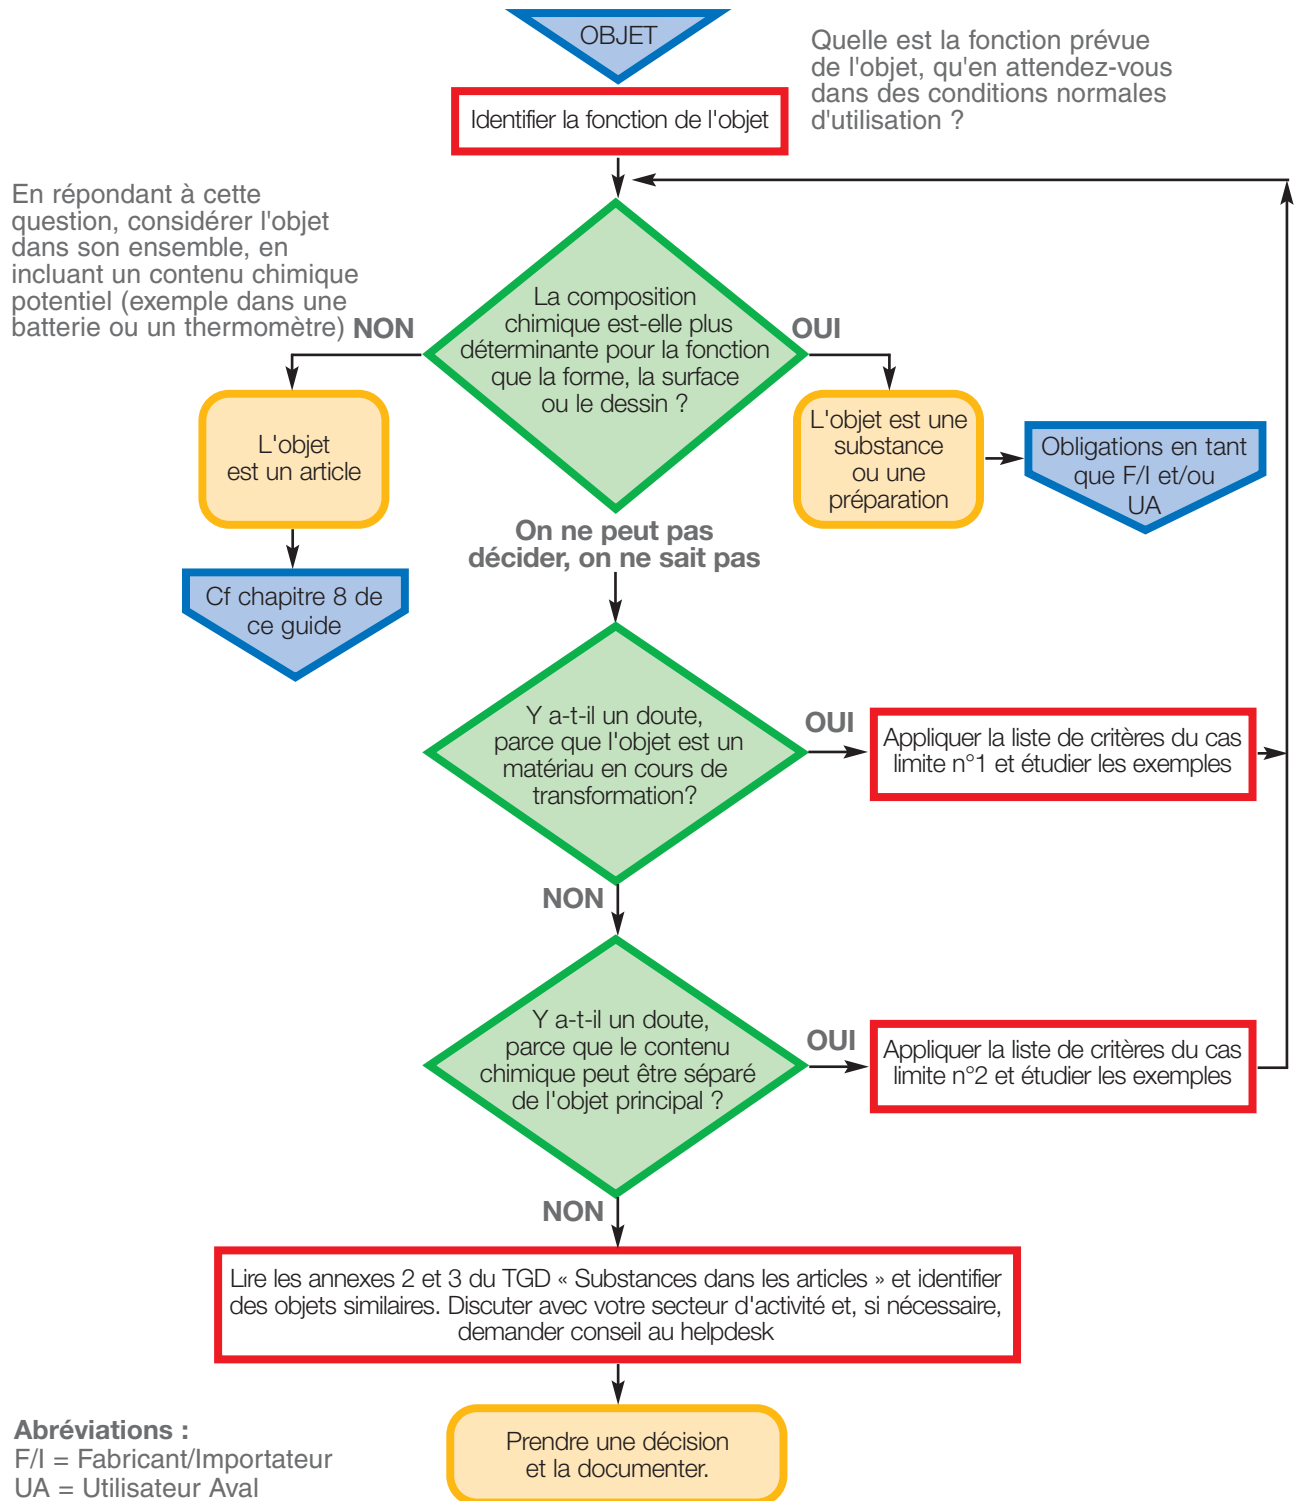 OBJET
Quelle est la fonction prévue
de l'objet, qu'en attendez-vous
dans des conditions normales
d'utilisation ?
Identifier la fonction de l'objet
En répondant à cette
question, considérer l'objet
dans son ensemble, en
incluant un contenu chimique
potentiel (exemple dans une
batterie ou un thermomètre)
NON
La composition
chimique est-elle plus
déterminante pour la fonction
que la forme, la surface
ou le dessin ?
OUI
L'objet
est un article
L'objet est une
substance
ou une
préparation
Obligations en tant
que F/I et/ou
UA
Cf chapitre 8 de
ce guide
On ne peut pas
décider, on ne sait pas
Y a-t-il un doute,
parce que l'objet est un
matériau en cours de
transformation?
OUI
Appliquer la liste de critères du cas
limite n°1 et étudier les exemples
NON
Y a-t-il un doute,
parce que le contenu
chimique peut être séparé
de l'objet principal ?
OUI
Appliquer la liste de critères du cas
limite n°2 et étudier les exemples
NON
Lire les annexes 2 et 3 du TGD « Substances dans les articles » et identifier
des objets similaires. Discuter avec votre secteur d'activité et, si nécessaire,
demander conseil au helpdesk
Prendre une décision
et la documenter.
Abréviations :
F/I = Fabricant/Importateur
UA = Utilisateur Aval